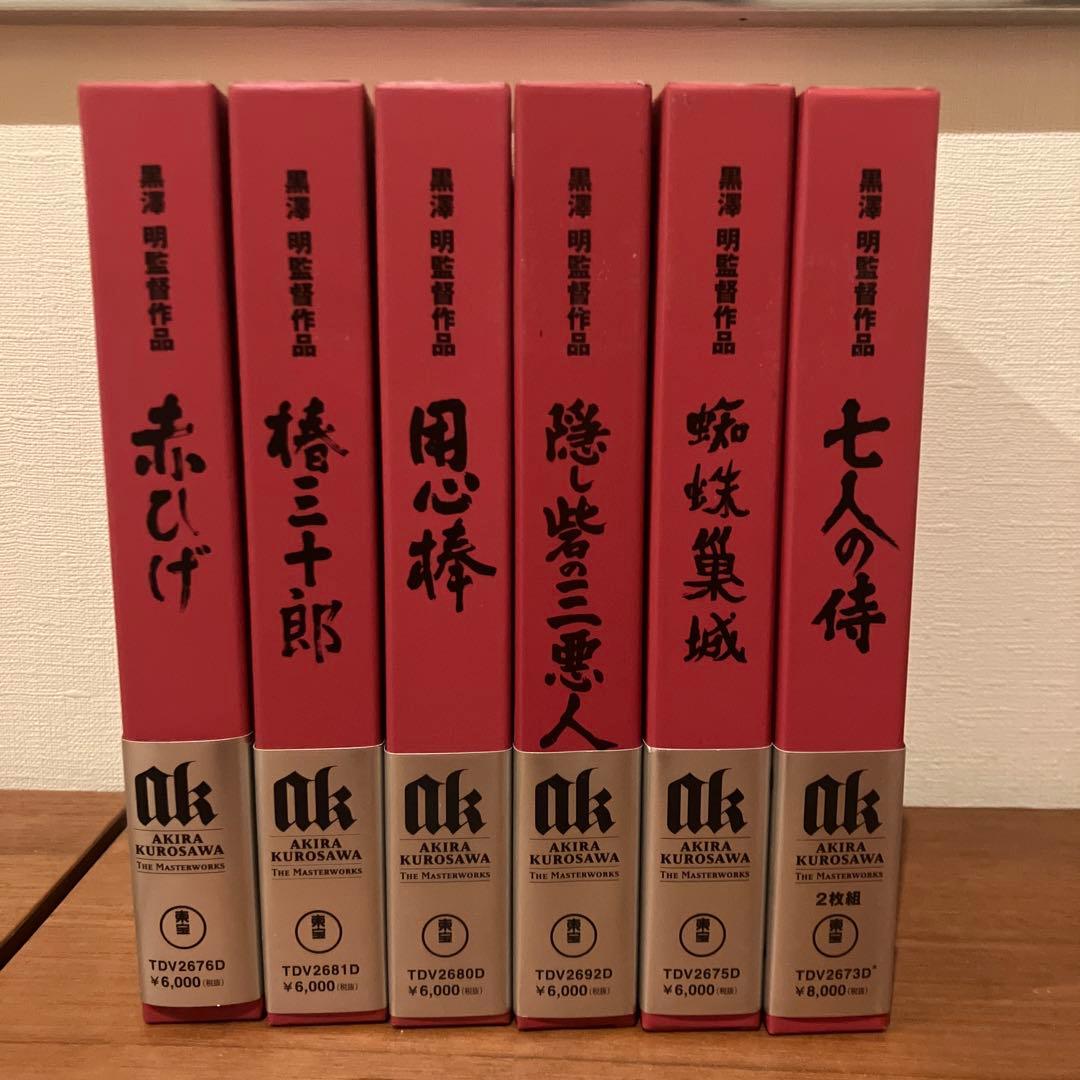 黒澤 明監督作品
赤ひげ
ak
AKIRA
KUROSAWA
THE MASTERWORKS
東宝
TDV2676D
¥6,000(税抜)
黒澤 明監督作品
椿三十郎
ak
AKIRA
KUROSAWA
THE MASTERWORKS
東宝
TDV2681D
¥6,000(税抜)
黒澤 明監督作品
用心棒
ak
AKIRA
KUROSAWA
THE MASTERWORKS
東宝
TDV2680D
¥6,000(税抜)
黒澤 明監督作品
隠し砦の三悪人
ak
AKIRA
KUROSAWA
THE MASTERWORKS
東宝
TDV2692D
¥6,000(税抜)
黒澤 明監督作品
蜘蛛巣城
ak
AKIRA
KUROSAWA
THE MASTERWORKS
東宝
TDV2675D
¥6,000(税抜)
黒澤 明監督作品
七人の侍
ak
AKIRA
KUROSAWA
THE MASTERWORKS
2枚組
東宝
TDV2673D*
¥8,000(税抜)